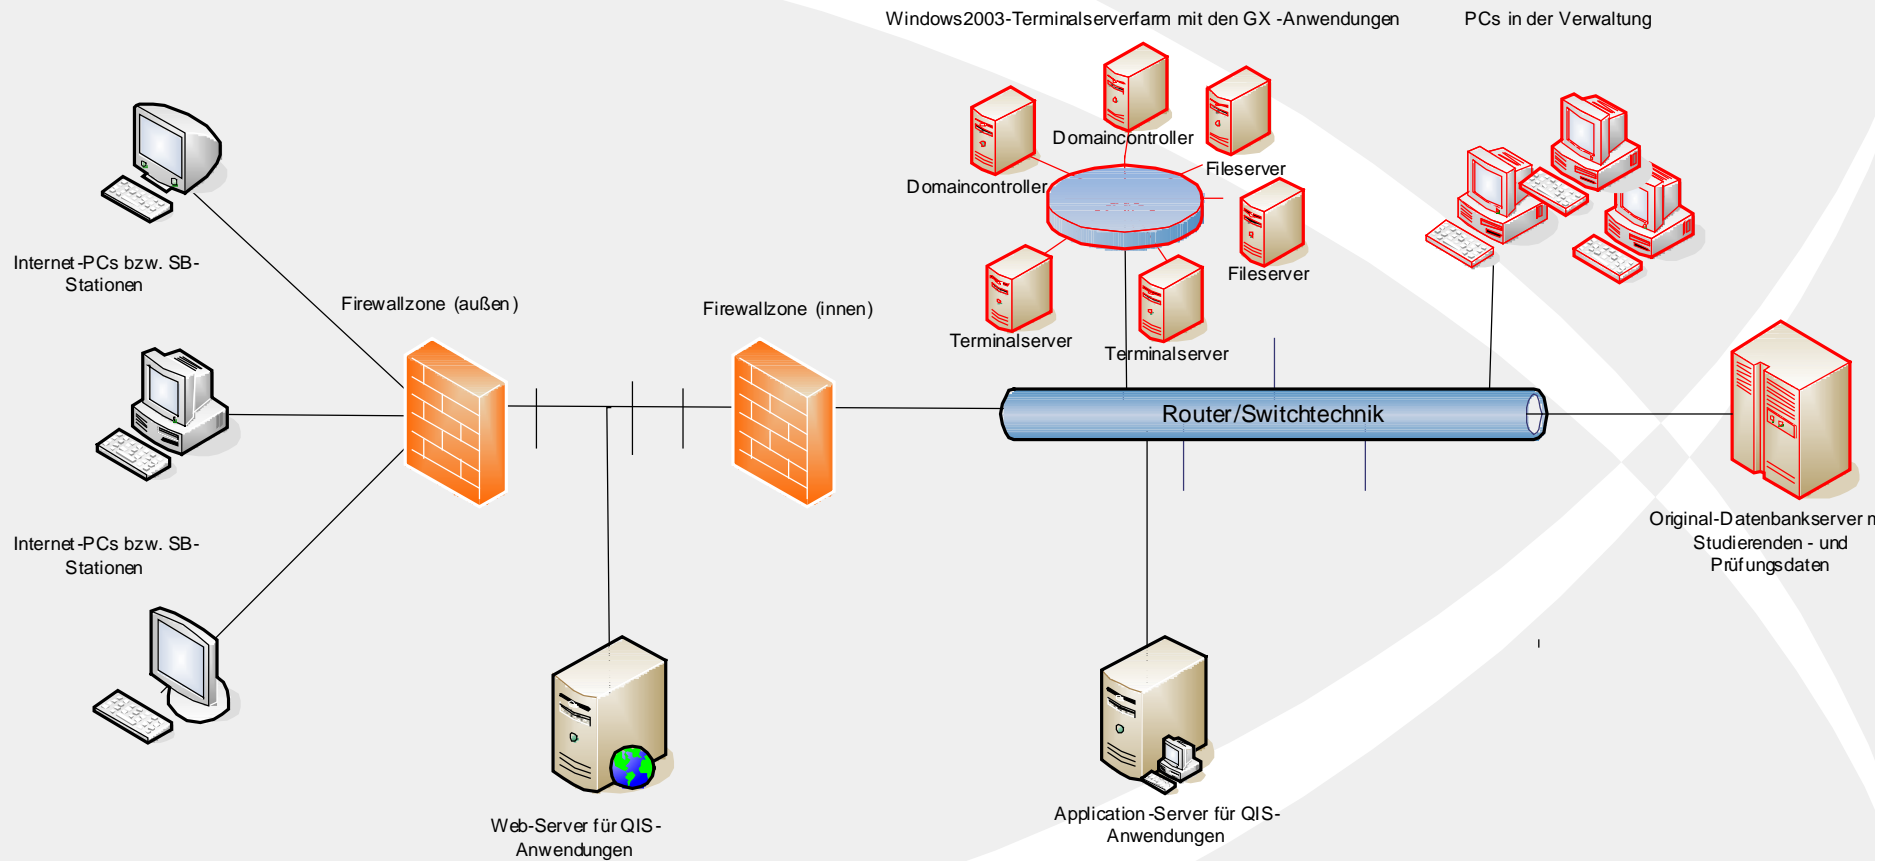 Windows2003-Terminalserverfarm mit den GX -Anwendungen
PCs in der Verwaltung
Domaincontroller
Fileserver
Domaincontroller
Internet-PCs bzw. SB-
Stationen
Fileserver
Firewallzone (außen)
Firewallzone (innen)
Terminalserver
Terminalserver
Router/Switchtechnik
Original-Datenbankserver
Studierenden - und
Prüfungsdaten
Internet-PCs bzw. SB-
Stationen
Web-Server für QIS-
Anwendungen
Application -Server für QIS-
Anwendungen